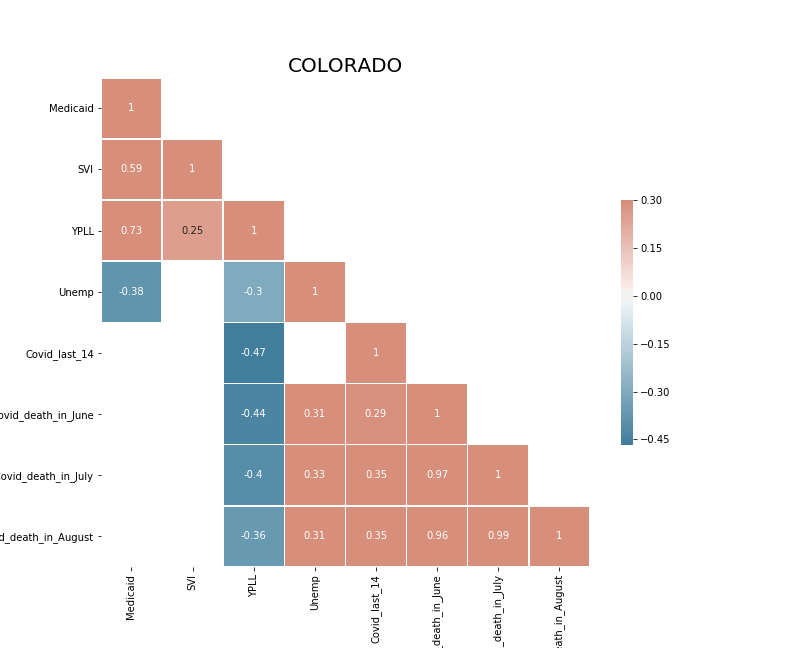 COLORADO
Medicaid
1
SVI
0.59 1
YPLL
0.73 0.25 1
Unemp
-0.38 -0.3 1
Covid_last_14
-0.47 1
ovid_death_in_June
-0.44 0.31 0.29 1
ovid_death_in_July
-0.4 0.33 0.35 0.97 1
d_death_in_August
-0.36 0.31 0.35 0.96 0.99 1
Medicaid
SVI
YPLL
Unemp
Covid_last_14
_death_in_June
_death_in_July
eath_in_August
0.30
0.15
0.00
−0.15
−0.30
−0.45